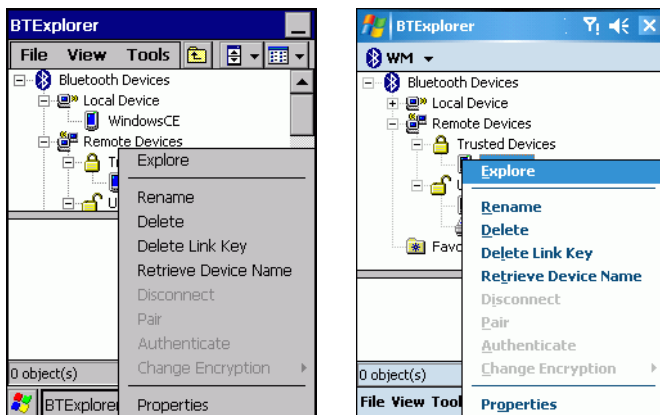 BTExplorer
File View Tools
Bluetooth Devices
Local Device
WindowsCE
Remote Devices
Explore
Rename
Delete
Delete Link Key
Retrieve Device Name
Disconnect
Pair
Authenticate
Change Encryption
Properties
0 object(s)
BTExplorer
BTExplorer
WM
Bluetooth Devices
Local Device
Remote Devices
Trusted Devices
Favo
Explore
Rename
Delete
Delete Link Key
Retrieve Device Name
Disconnect
Pair
Authenticate
Change Encryption
Properties
0 object(s)
File View Tool